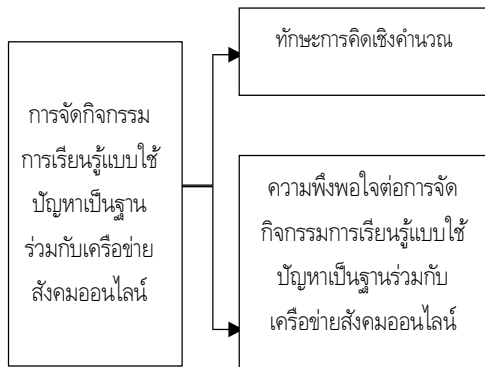 การจัดกิจกรรม
การเรียนรู้แบบใช้
ปัญหาเป็นฐาน
ร่วมกับเครือข่าย
สังคมออนไลน์
ทักษะการคิดเชิงคำนวณ
ความพึงพอใจต่อการจัด
กิจกรรมการเรียนรู้แบบใช้
ปัญหาเป็นฐานร่วมกับ
เครือข่ายสังคมออนไลน์